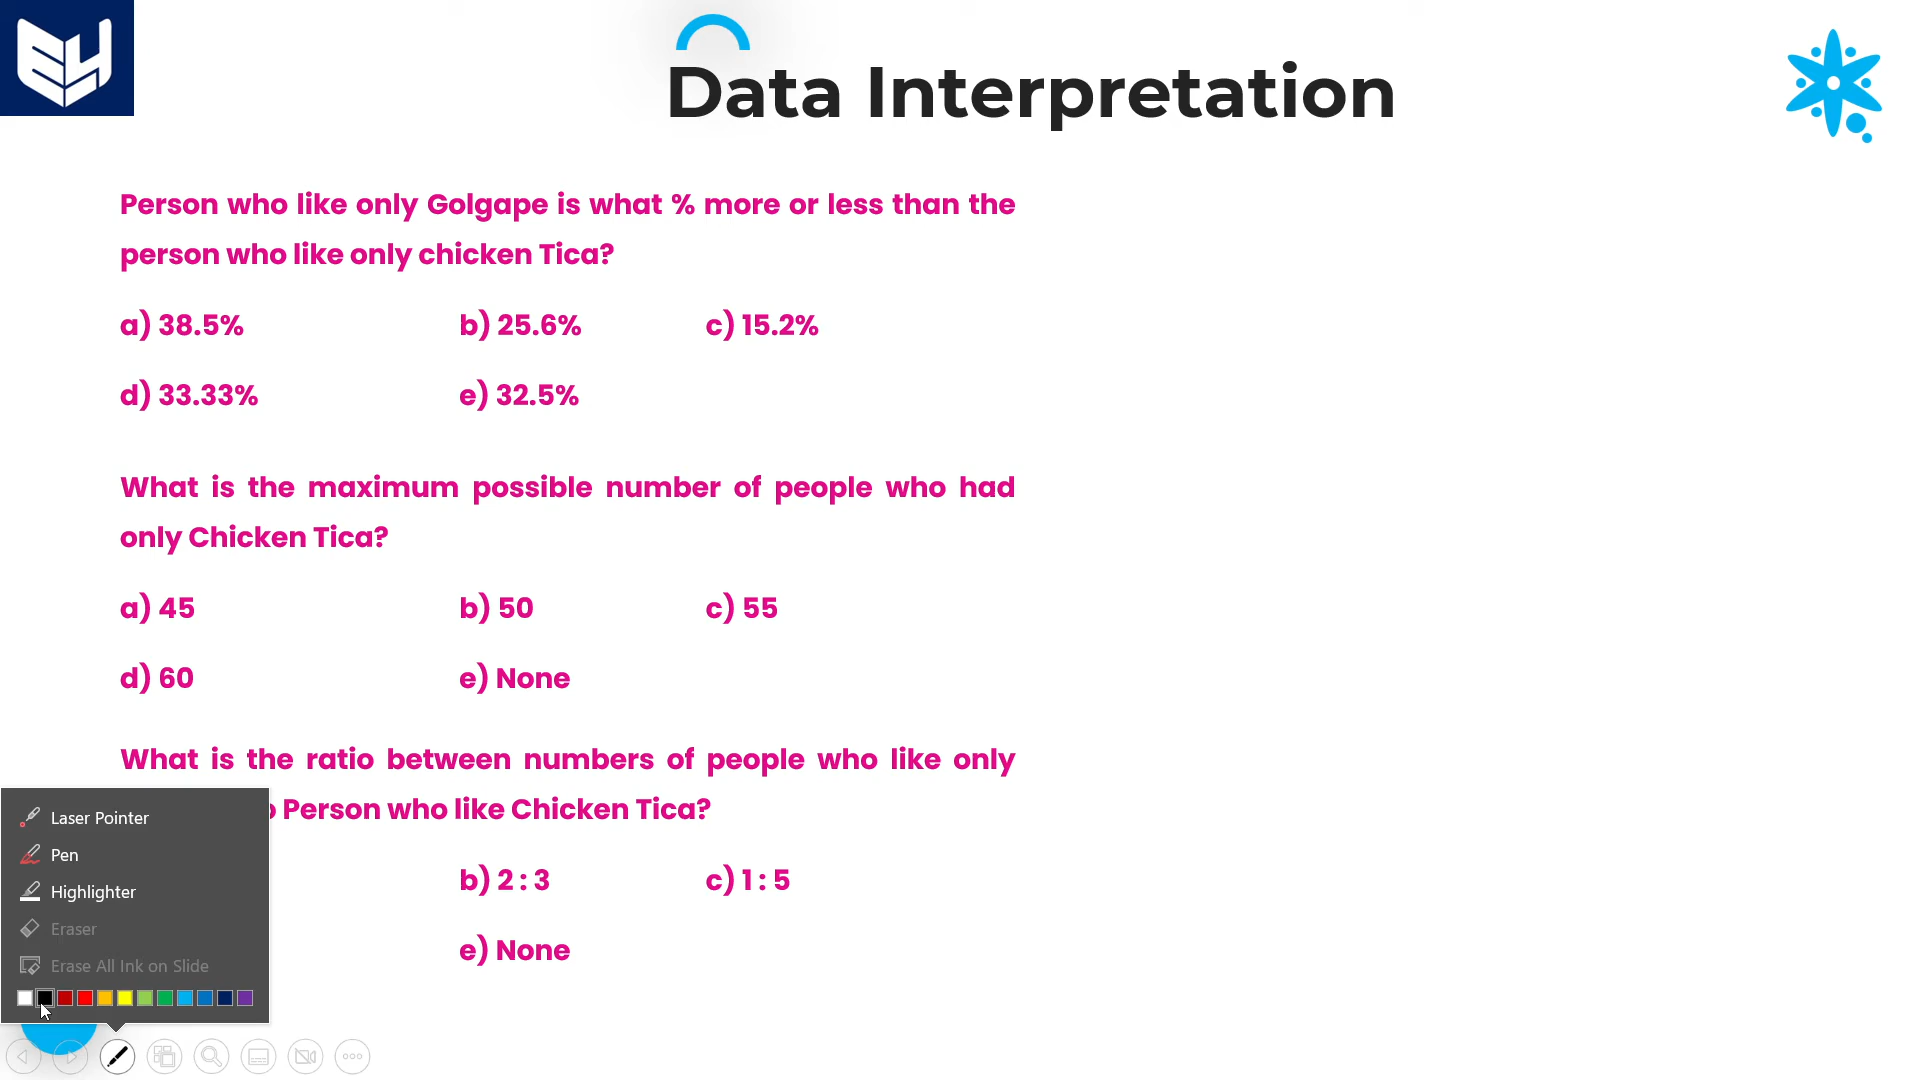 Data Interpretation
Person who like only Golgape is what % more or less than the
person who like only chicken Tica?
a) 38.5% b) 25.6% c) 15.2%
d) 33.33% e) 32.5%
What is the maximum possible number of people who had
only Chicken Tica?
a) 45 b) 50 c) 55
d) 60 e) None
What is the ratio between numbers of people who like only
Person who like Chicken Tica?
b) 2 : 3 c) 1 : 5
e) None
Laser Pointer
Pen
Highlighter
Eraser
Erase All Ink on Slide